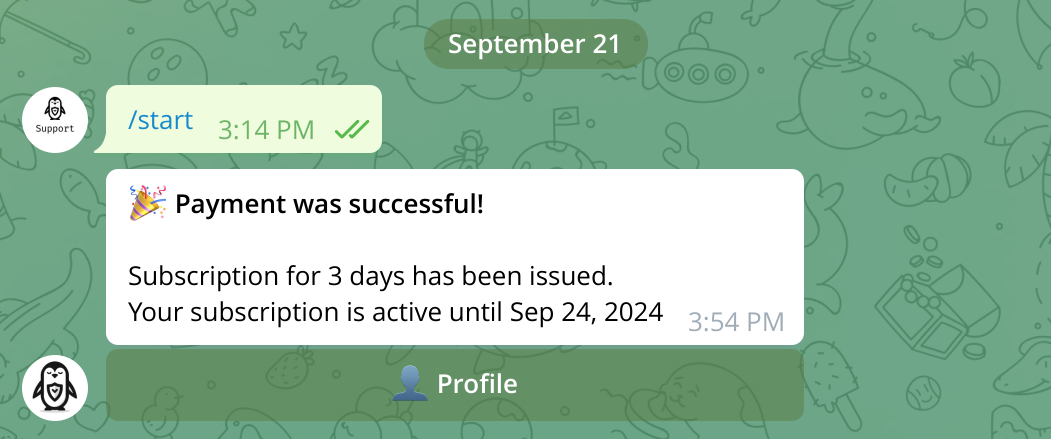 September 21
Support
/start 3:14 PM
🎉 Payment was successful!
Subscription for 3 days has been issued.
Your subscription is active until Sep 24, 2024 3:54 PM
👤 Profile